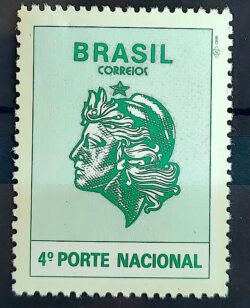 BRASIL
CORREIOS
4º PORTE NACIONAL